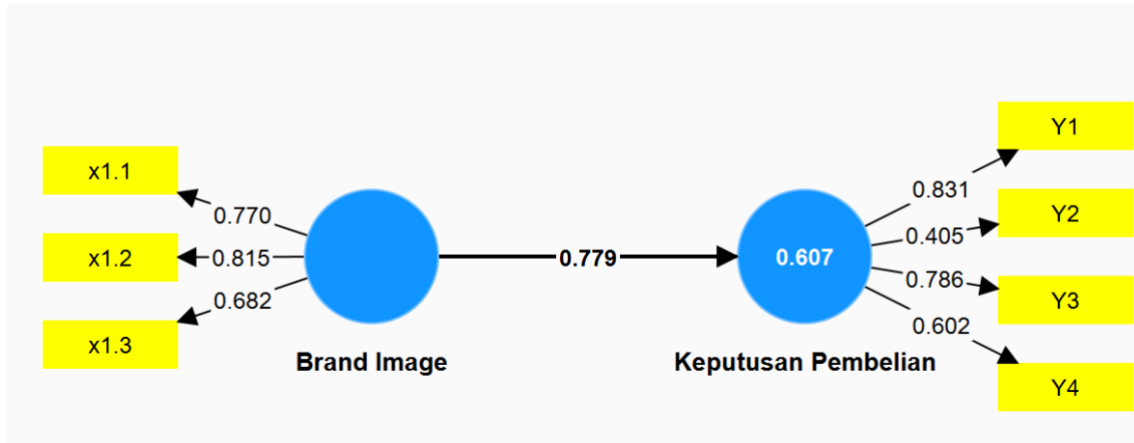 x1.1
x1.2
x1.3
0.770
0.815
0.682
Brand Image
0.779
0.607
Keputusan Pembelian
0.831
0.405
0.786
0.602
Y1
Y2
Y3
Y4